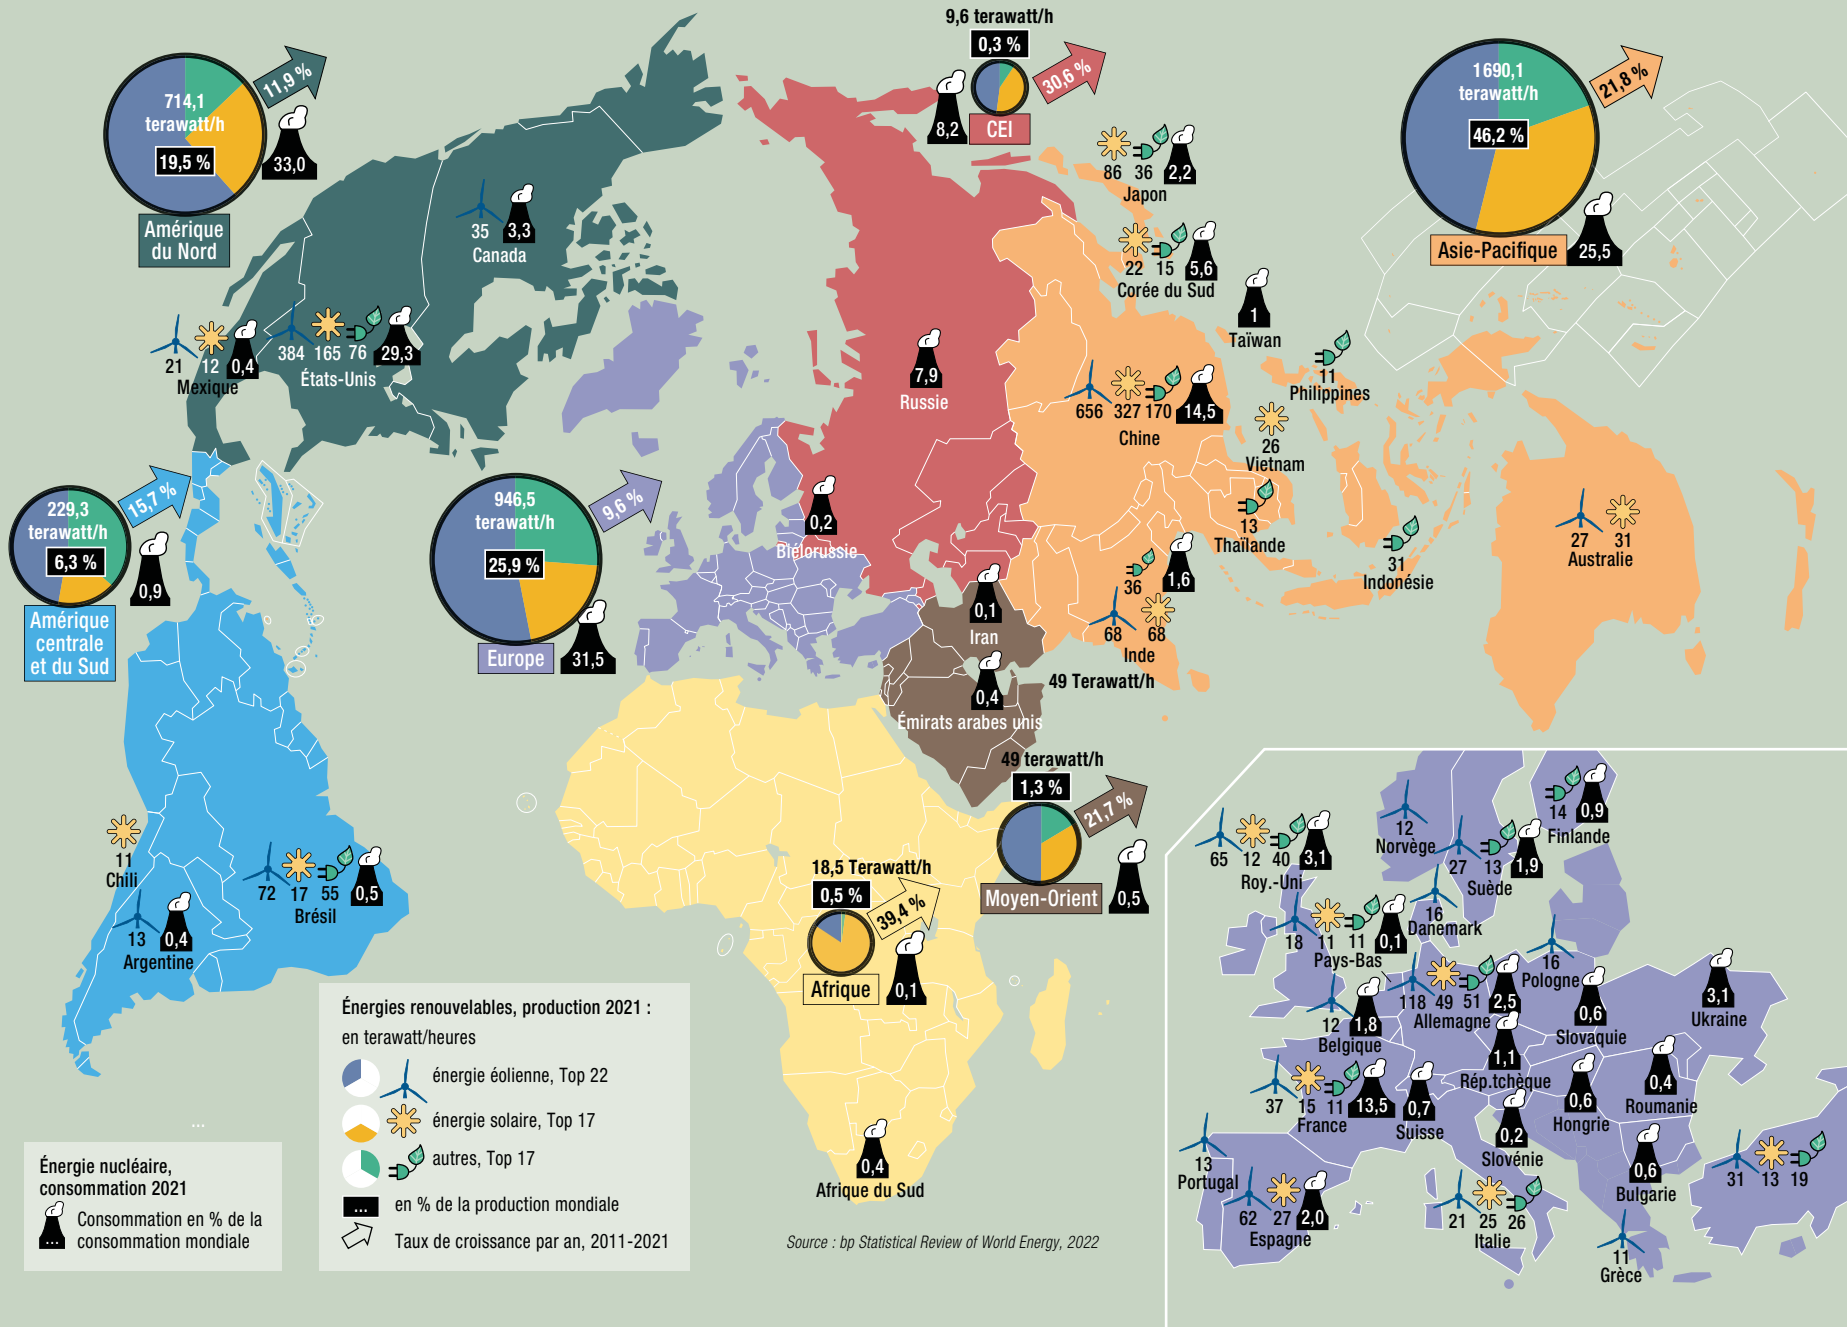 714,1
terawatt/h
19,5 %
11,9 %
33,0
Amérique
du Nord
35
3,3
Canada
21
12
0,4
Mexique
384
165
76
29,3
États-Unis
9,6 terawatt/h
0,3 %
30,6 %
8,2
CEI
7,9
Russie
0,2
Biélorussie
1690,1
terawatt/h
46,2 %
21,8 %
Asie-Pacifique
25,5
86
36
2,2
Japon
22
15
5,6
Corée du Sud
1
Taïwan
11
Philippines
656
327
170
14,5
Chine
26
Vietnam
13
Thaïlande
31
Indonésie
27
31
Australie
36
1,6
68
68
Inde
49 Terawatt/h
229,3
terawatt/h
6,3 %
15,7 %
0,9
Amérique
centrale
et du Sud
946,5
terawatt/h
25,9 %
9,6 %
Europe
31,5
0,1
Iran
0,4
Émirats arabes unis
49 terawatt/h
1,3 %
21,7 %
Moyen-Orient
0,5
18,5 Terawatt/h
0,5 %
39,4 %
Afrique
0,1
0,4
Afrique du Sud
11
Chili
13
0,4
Argentine
72
17
55
0,5
Brésil
65
12
40
3,1
Roy.-Uni
12
Norvège
27
13
1,9
Suède
14
0,9
Finlande
18
11
11
0,1
Pays-Bas
16
Danemark
16
Pologne
118
49
51
2,5
Allemagne
12
1,8
Belgique
0,6
Slovaquie
3,1
Ukraine
1,1
Rép.tchèque
37
15
11
13,5
France
0,7
Suisse
0,2
Slovénie
0,6
Hongrie
0,4
Roumanie
0,6
Bulgarie
13
Portugal
62
27
2,0
Espagne
21
25
26
Italie
31
13
19
11
Grèce
Énergies renouvelables, production 2021 :
en terawatt/heures
énergie éolienne, Top 22
énergie solaire, Top 17
autres, Top 17
... en % de la production mondiale
Taux de croissance par an, 2011-2021
...
Énergie nucléaire,
consommation 2021
Consommation en % de la
... consommation mondiale
Source : bp Statistical Review of World Energy, 2022